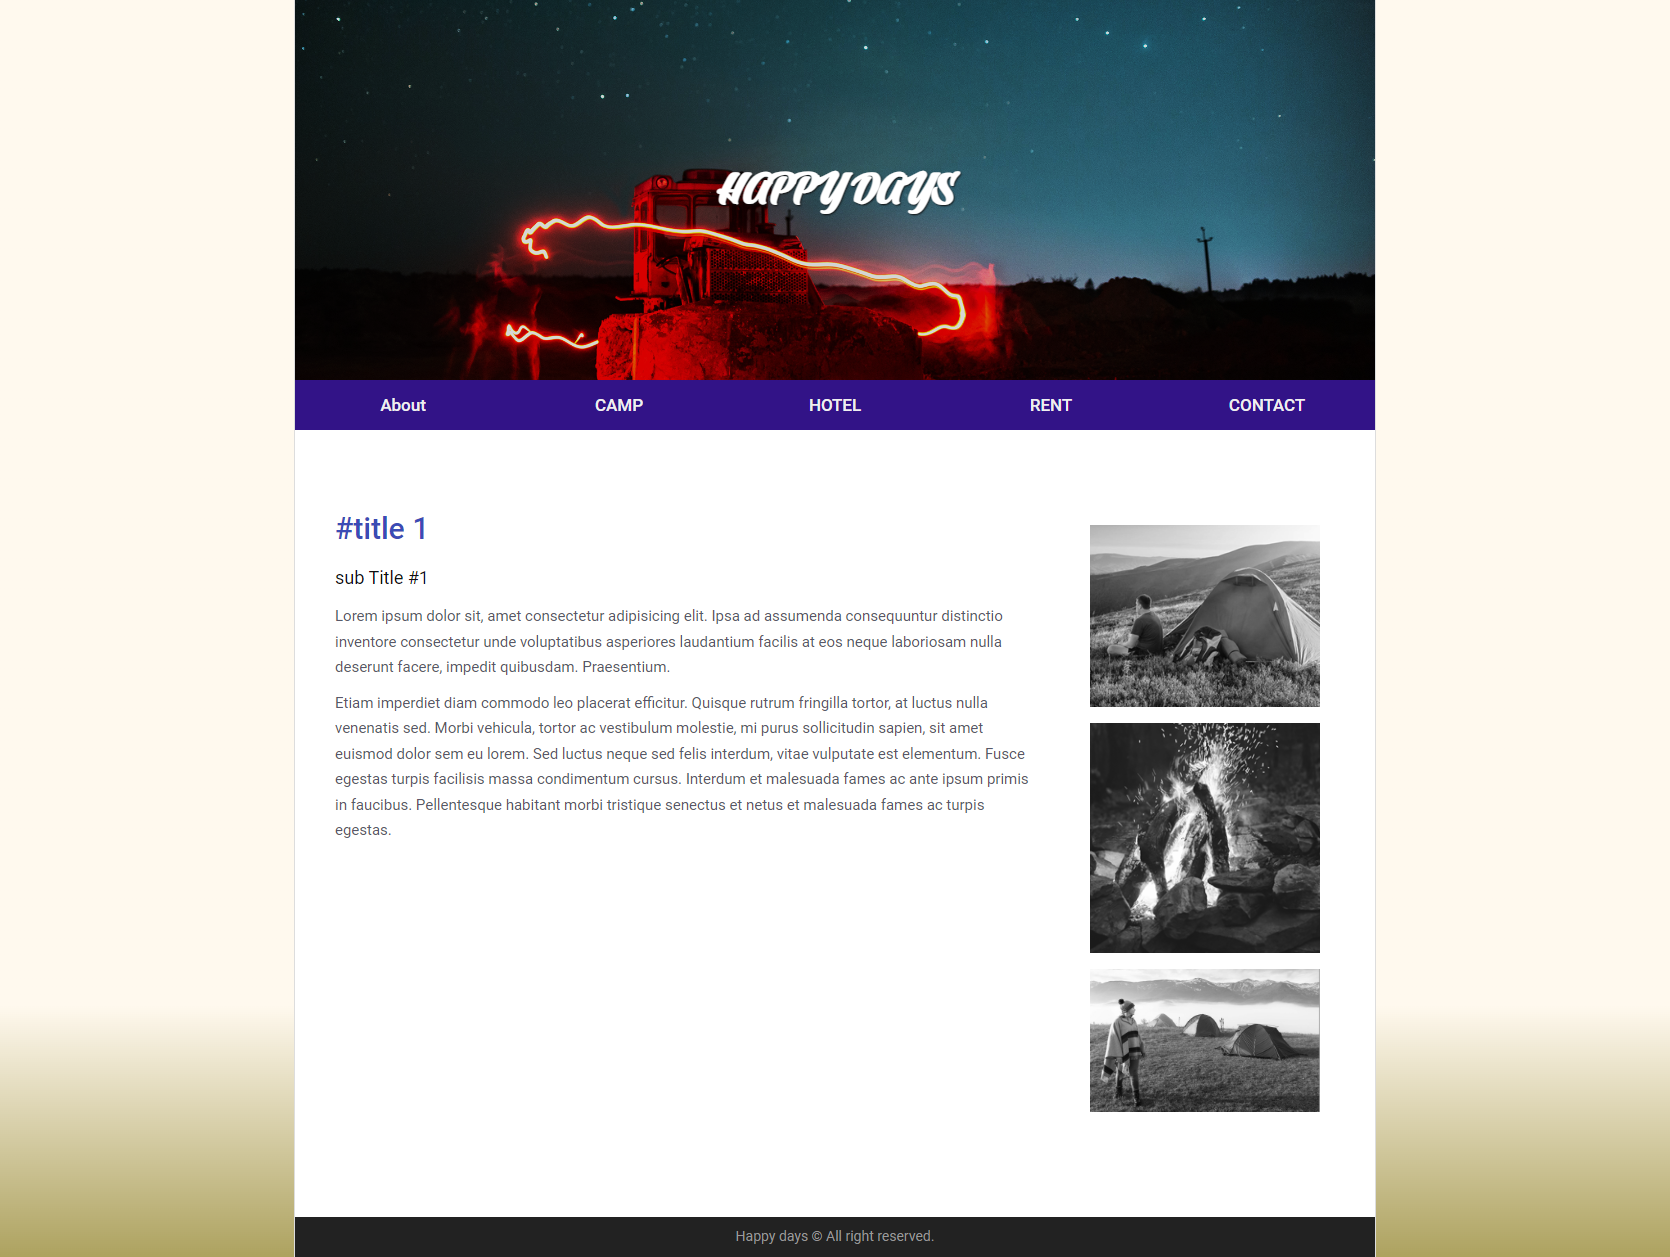 HAPPY DAYS
About CAMP HOTEL RENT CONTACT
#title 1
sub Title #1
Lorem ipsum dolor sit, amet consectetur adipisicing elit. Ipsa ad assumenda consequuntur distinctio
inventore consectetur unde voluptatibus asperiores laudantium facilis at eos neque laboriosam nulla
deserunt facere, impedit quibusdam. Praesentium.
Etiam imperdiet diam commodo leo placerat efficitur. Quisque rutrum fringilla tortor, at luctus nulla
venenatis sed. Morbi vehicula, tortor ac vestibulum molestie, mi purus sollicitudin sapien, sit amet
euismod dolor sem eu lorem. Sed luctus neque sed felis interdum, vitae vulputate est elementum. Fusce
egestas turpis facilisis massa condimentum cursus. Interdum et malesuada fames ac ante ipsum primis
in faucibus. Pellentesque habitant morbi tristique senectus et netus et malesuada fames ac turpis
egestas.
Happy days © All right reserved.